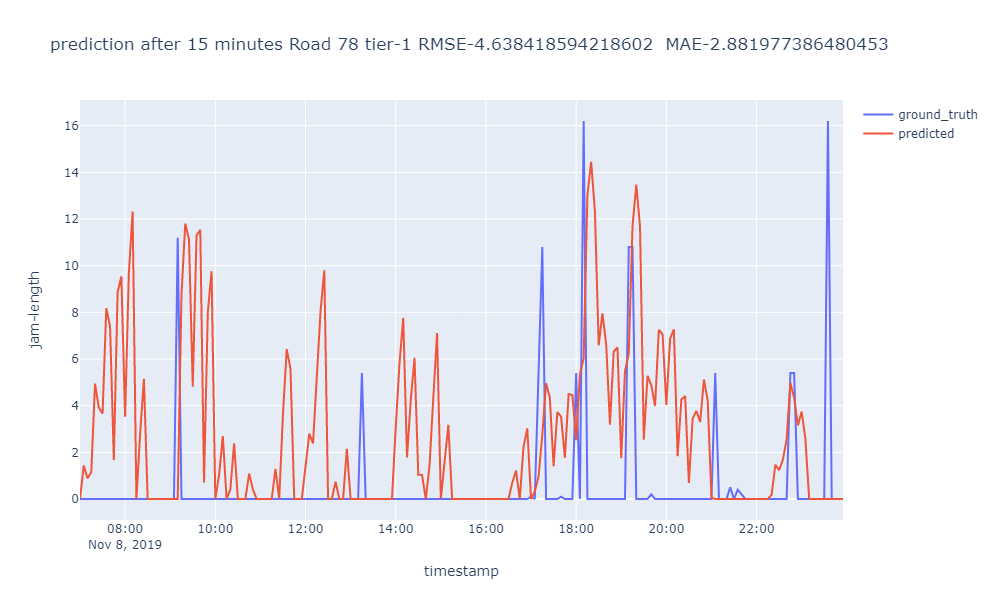 prediction after 15 minutes Road 78 tier-1 RMSE-4.638418594218602  MAE-2.881977386480453
ground_truth
predicted
16
14
12
10
8
6
4
2
0
jam-length
08:00 10:00 12:00 14:00 16:00 18:00 20:00 22:00
Nov 8, 2019
timestamp